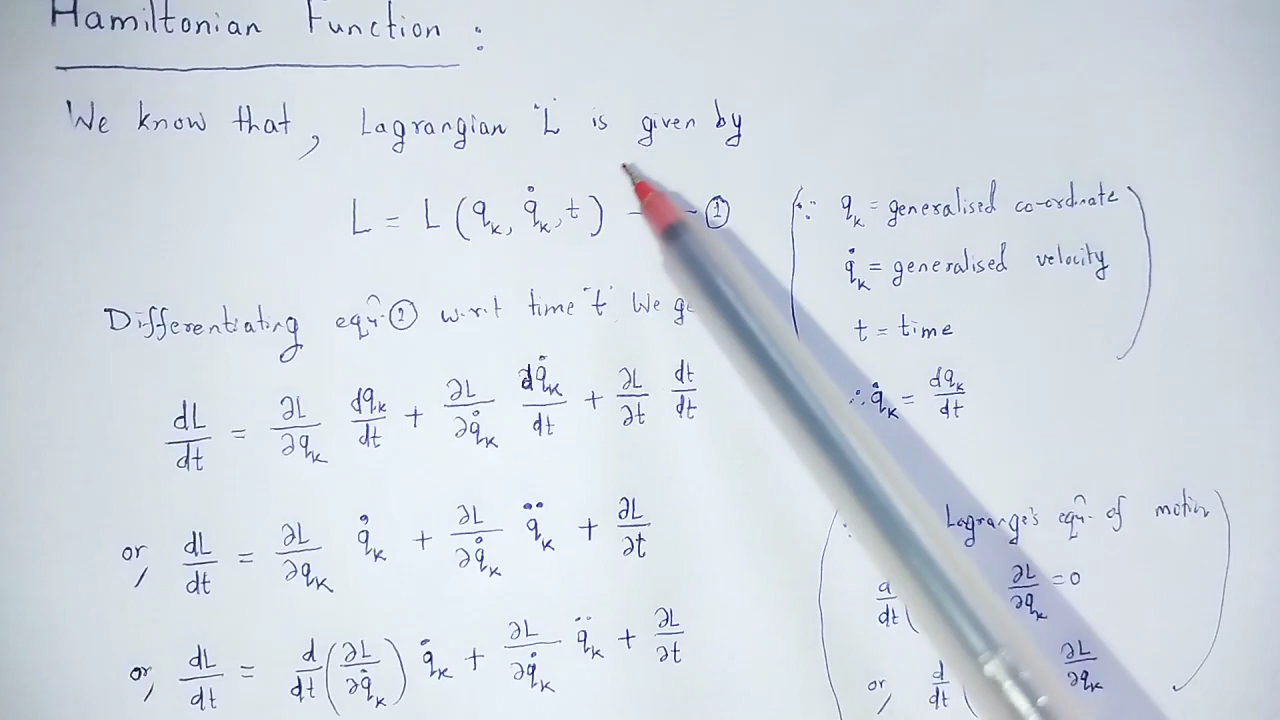 Hamiltonian Function :
We know that, Lagrangian 'L' is given by
L = L (qₖ, q̇ₖ, t) - - ①
Differentiating eqⁿ- ① w.r.t time 't'. We
dL/dt = ∂L/∂qₖ dqₖ/dt + ∂L/∂q̇ₖ dq̇ₖ/dt + ∂L/∂t dt/dt
or, dL/dt = ∂L/∂qₖ q̇ₖ + ∂L/∂q̇ₖ q̈ₖ + ∂L/∂t
or, dL/dt = d/dt (∂L/∂q̇ₖ) q̇ₖ + ∂L/∂q̇ₖ q̈ₖ + ∂L/∂t
(∵ qₖ = generalised co-ordnate
q̇ₖ = generalised velocity
t = time )
∴ q̇ₖ = dqₖ/dt
( Lagrange's eqⁿ- of motion
/dt( ∂L/∂qₖ = 0
or, d/dt ( ∂L/∂qₖ )